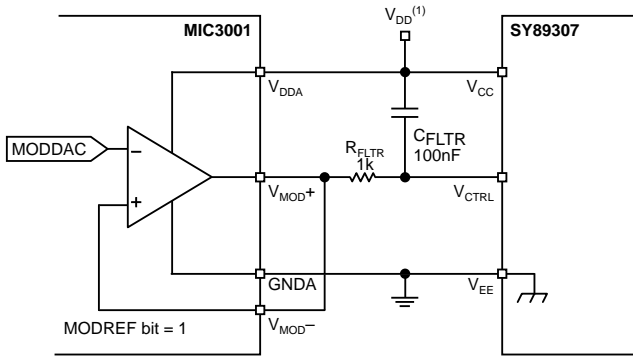 MIC3001
V_DD(1)
SY89307
V_DDA
V_CC
C_FLTR
100nF
MODDAC
−
+
R_FLTR
1k
V_MOD+
V_CTRL
GNDA
V_EE
V_MOD−
MODREF bit = 1